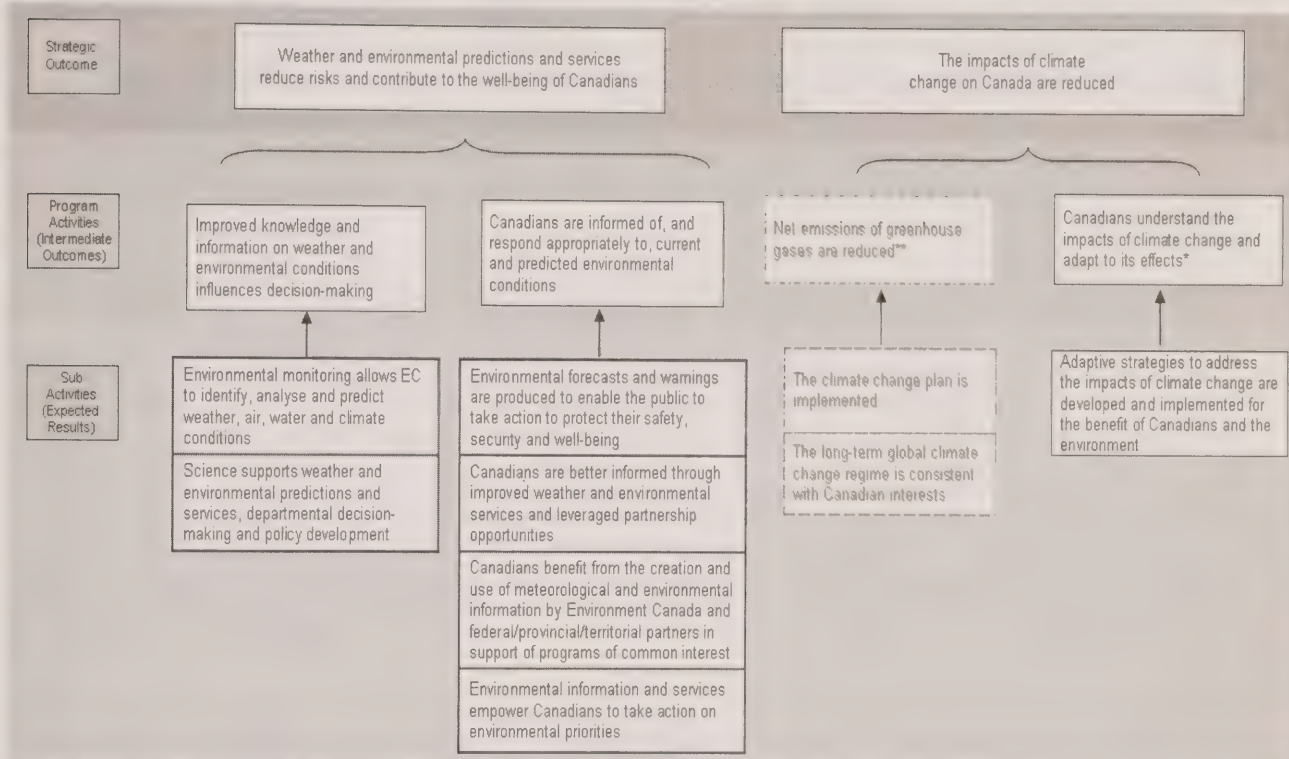 Strategic
Outcome
Weather and environmental predictions and services
reduce risks and contribute to the well-being of Canadians
The impacts of climate
change on Canada are reduced
Program
Activities
(Intermediate
Outcomes)
Improved knowledge and
information on weather and
environmental conditions
influences decision-making
Canadians are informed of, and
respond appropriately to, current
and predicted environmental
conditions
Net emissions of greenhouse
gases are reduced**
Canadians understand the
impacts of climate change and
adapt to its effects*
Sub
Activities
(Expected
Results)
Environmental monitoring allows EC
to identify, analyse and predict
weather, air, water and climate
conditions
Science supports weather and
environmental predictions and
services, departmental decision-
making and policy development
Environmental forecasts and warnings
are produced to enable the public to
take action to protect their safety,
security and well-being
Canadians are better informed through
improved weather and environmental
services and leveraged partnership
opportunities
Canadians benefit from the creation and
use of meteorological and environmental
information by Environment Canada and
federal/provincial/territorial partners in
support of programs of common interest
Environmental information and services
empower Canadians to take action on
environmental priorities
The climate change plan is
implemented
The long-term global climate
change regime is consistent
with Canadian interests
Adaptive strategies to address
the impacts of climate change are
developed and implemented for
the benefit of Canadians and the
environment